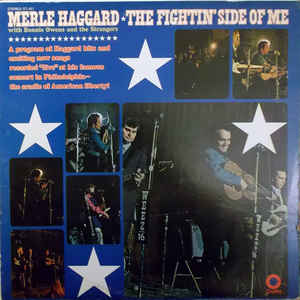 STEREO
MERLE HAGGARD★THE FIGHTIN' SIDE OF ME
with Bonnie Owens and the Strangers
A program of Haggard hits and
exciting new songs
recorded "live" at his famous
concert in Philadelphia—
the cradle of American liberty!